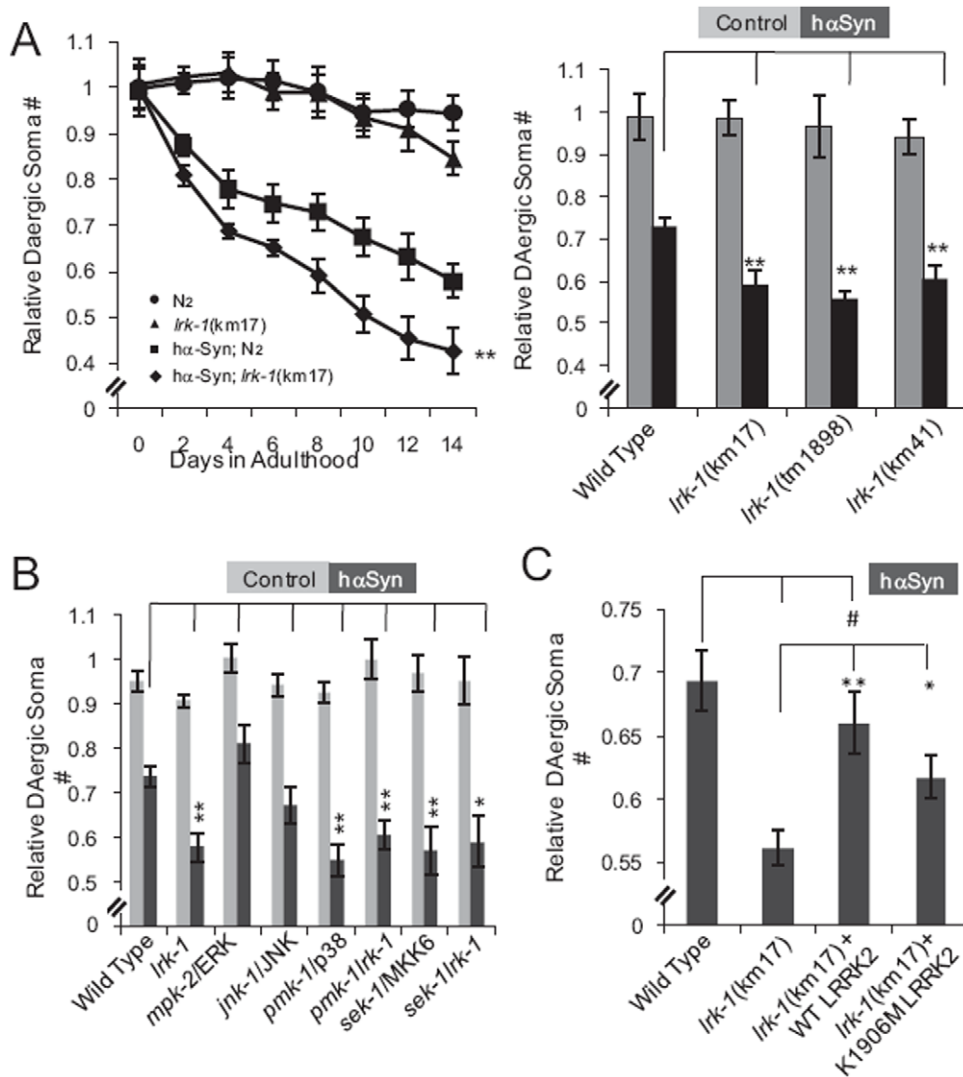 A
Ralative Daergic Soma #
1.1
1
0.9
0.8
0.7
0.6
0.5
0.4
0
N2
lrk-1(km17)
hα-Syn; N2
hα-Syn; lrk-1(km17)
**
0 2 4 6 8 10 12 14
Days in Adulthood
Control hαSyn
Relative DAergic Soma #
1.1
1
0.9
0.8
0.7
0.6
0.5
0.4
0
** ** **
Wild Type
lrk-1(km17)
lrk-1(tm1898)
lrk-1(km41)
B
Control hαSyn
Relative DAergic Soma
#
1.1
1
0.9
0.8
0.7
0.6
0.5
0
** ** ** ** *
Wild Type
lrk-1
mpk-2/ERK
jnk-1/JNK
pmk-1/p38
pmk-1/lrk-1
sek-1/MKK6
sek-1/lrk-1
C
hαSyn
Relative DAergic Soma
#
0.75
0.7
0.65
0.6
0.55
0
#
** *
Wild Type
lrk-1(km17)
lrk-1(km17)+
WT LRRK2
lrk-1(km17)+
K1906M LRRK2